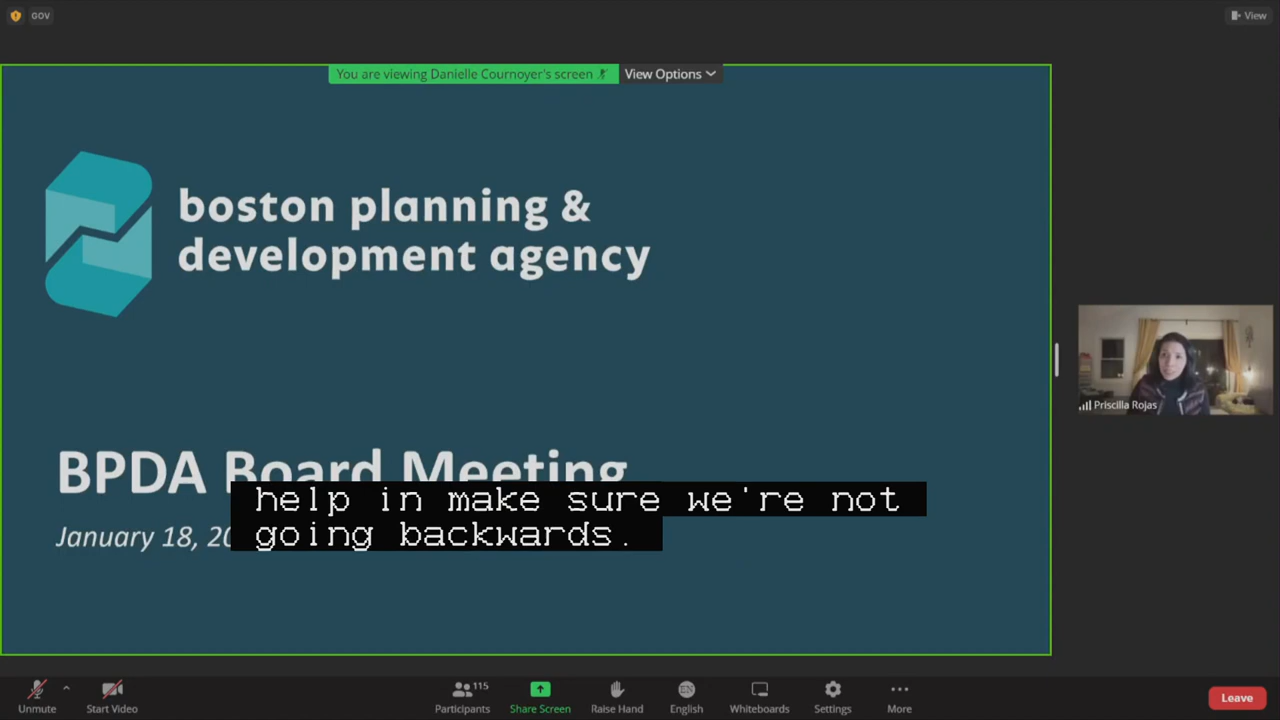 GOV
View
You are viewing Danielle Cournoyer's screen
View Options
boston planning &
development agency
Priscilla Rojas
BPDA Board Meeting
help in make sure we're not
January 18, 20
going backwards.
Unmute
Start Video
Participants
115
Share Screen
Raise Hand
EN
English
Whiteboards
Settings
More
Leave